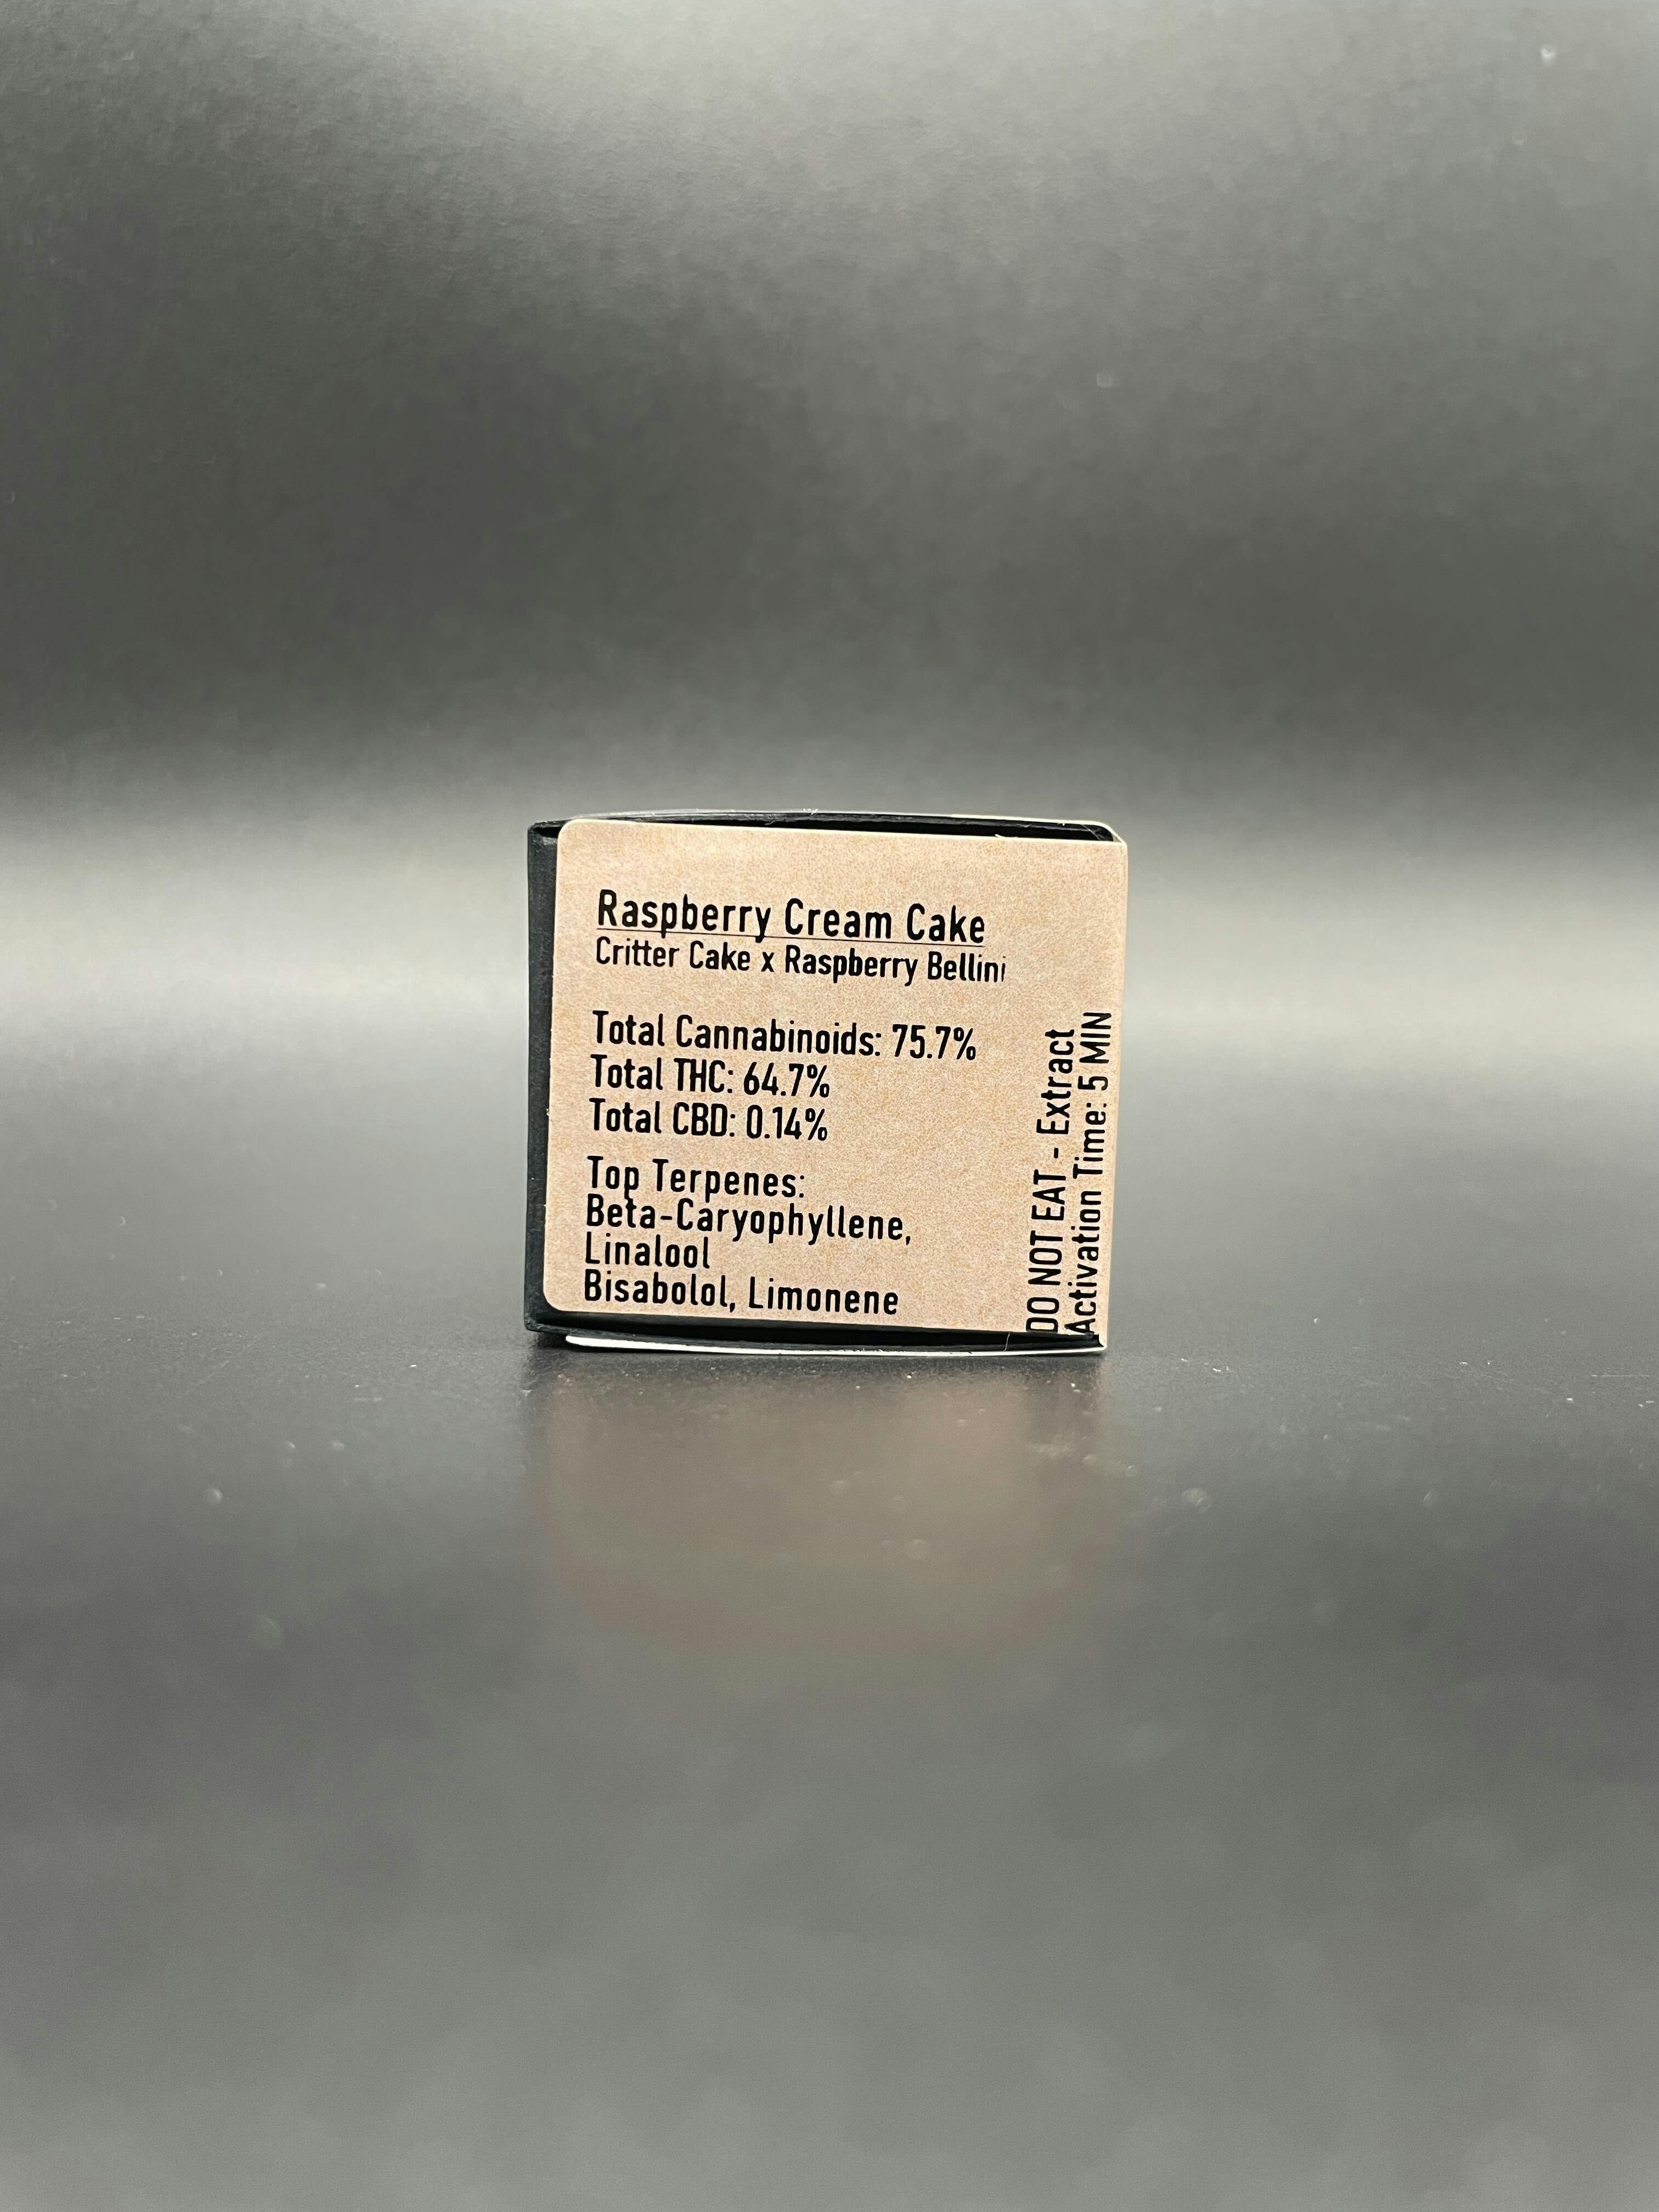 Raspberry Cream Cake
Critter Cake x Raspberry Bellini
Total Cannabinoids: 75.7%
Total THC: 64.7%
Total CBD: 0.14%
Top Terpenes:
Beta-Caryophyllene,
Linalool
Bisabolol, Limonene
DO NOT EAT - Extract
Activation Time: 5 MIN